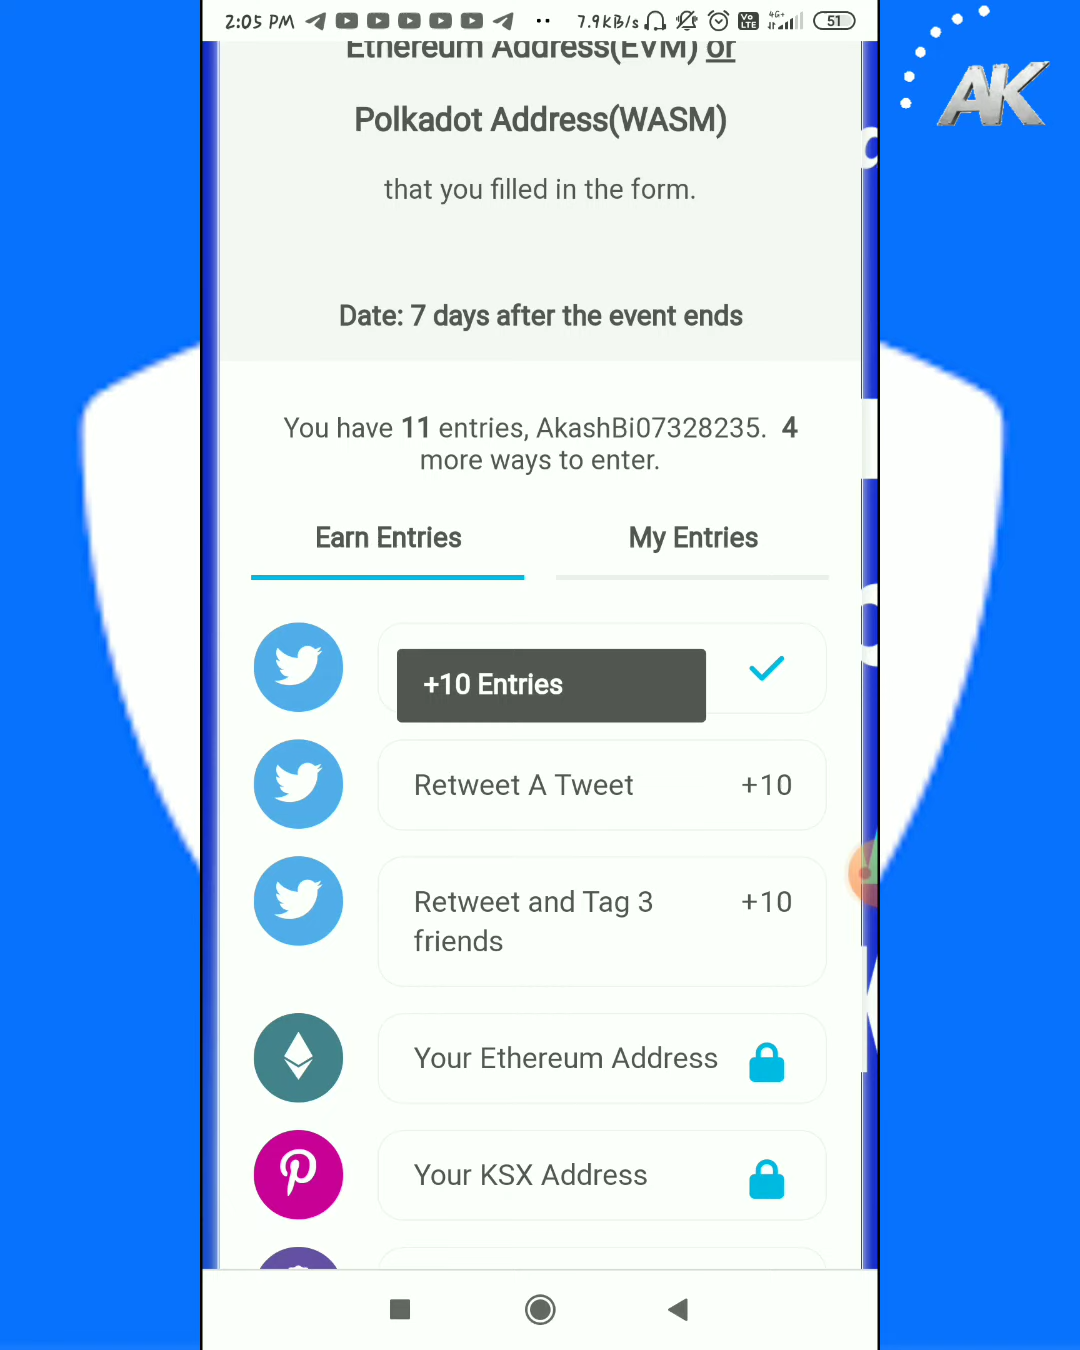 2:05 PM
7.9KB/s
Vo LTE
4G+
51
AK
Ethereum Address(EVM) or
Polkadot Address(WASM)
that you filled in the form.
Date: 7 days after the event ends
You have 11 entries, AkashBi07328235. 4
more ways to enter.
Earn Entries
My Entries
+10 Entries
Retweet A Tweet
+10
Retweet and Tag 3
+10
friends
Your Ethereum Address
Your KSX Address